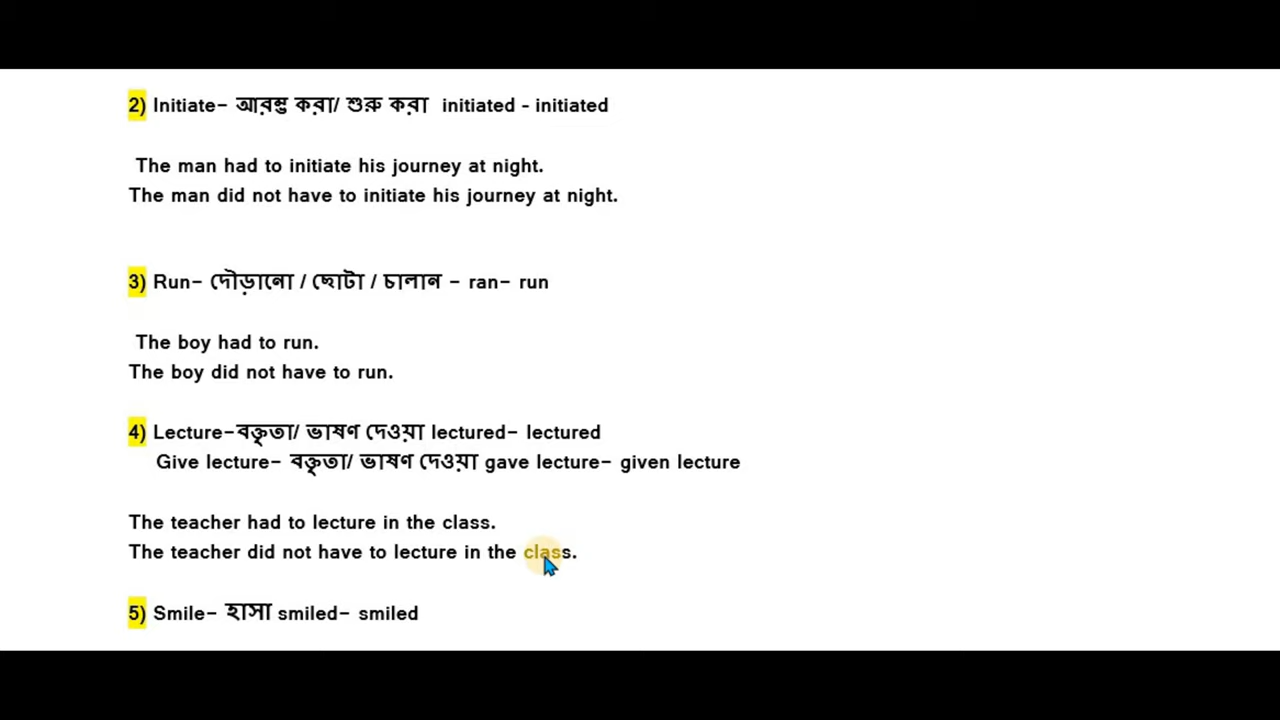 2) Initiate- আরম্ভ করা/ শুরু করা initiated - initiated
The man had to initiate his journey at night.
The man did not have to initiate his journey at night.
3) Run- দৌড়ানো / ছোটা / চালান - ran- run
The boy had to run.
The boy did not have to run.
4) Lecture-বক্তৃতা/ ভাষণ দেওয়া lectured- lectured
Give lecture- বক্তৃতা/ ভাষণ দেওয়া gave lecture- given lecture
The teacher had to lecture in the class.
The teacher did not have to lecture in the class.
5) Smile- হাসা smiled- smiled